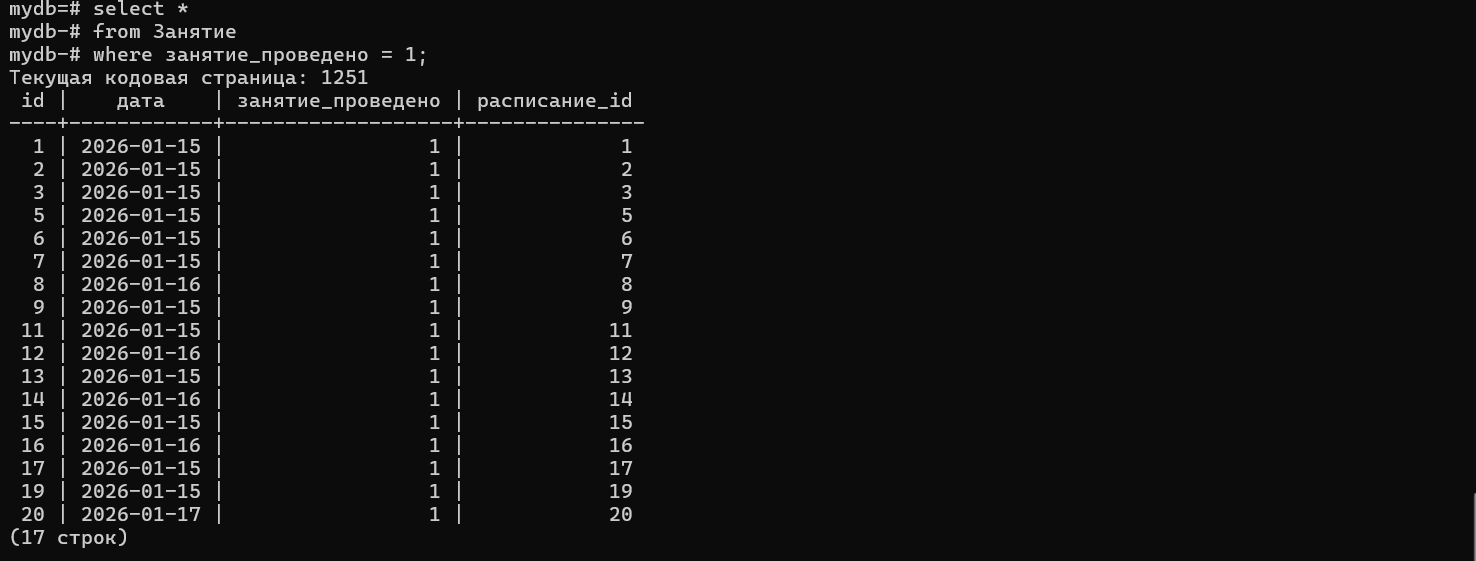 mydb=# select *
mydb-# from Занятие
mydb-# where занятие_проведено = 1;
Текущая кодовая страница: 1251
 id |    дата    | занятие_проведено | расписание_id
----+------------+-------------------+---------------
  1 | 2026-01-15 |                 1 |             1
  2 | 2026-01-15 |                 1 |             2
  3 | 2026-01-15 |                 1 |             3
  5 | 2026-01-15 |                 1 |             5
  6 | 2026-01-15 |                 1 |             6
  7 | 2026-01-15 |                 1 |             7
  8 | 2026-01-16 |                 1 |             8
  9 | 2026-01-15 |                 1 |             9
 11 | 2026-01-15 |                 1 |            11
 12 | 2026-01-16 |                 1 |            12
 13 | 2026-01-15 |                 1 |            13
 14 | 2026-01-16 |                 1 |            14
 15 | 2026-01-15 |                 1 |            15
 16 | 2026-01-16 |                 1 |            16
 17 | 2026-01-15 |                 1 |            17
 19 | 2026-01-15 |                 1 |            19
 20 | 2026-01-17 |                 1 |            20
(17 строк)